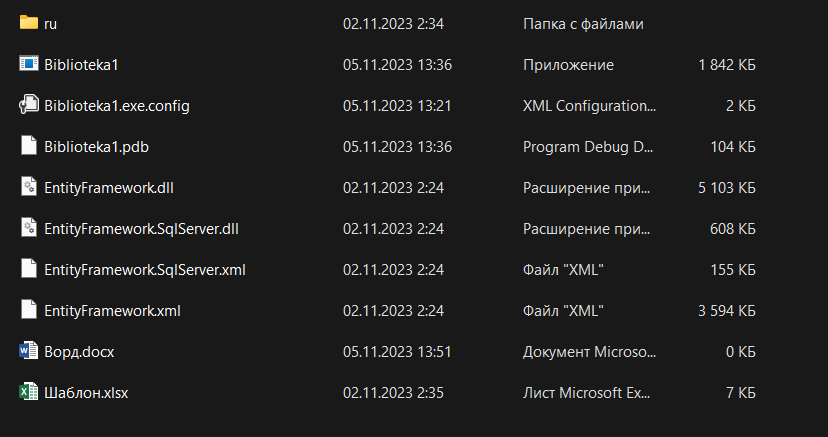 ru 02.11.2023 2:34 Папка с файлами
Biblioteka1 05.11.2023 13:36 Приложение 1 842 КБ
Biblioteka1.exe.config 05.11.2023 13:21 XML Configuration... 2 КБ
Biblioteka1.pdb 05.11.2023 13:36 Program Debug D... 104 КБ
EntityFramework.dll 02.11.2023 2:24 Расширение при... 5 103 КБ
EntityFramework.SqlServer.dll 02.11.2023 2:24 Расширение при... 608 КБ
EntityFramework.SqlServer.xml 02.11.2023 2:24 Файл "XML" 155 КБ
EntityFramework.xml 02.11.2023 2:24 Файл "XML" 3 594 КБ
Ворд.docx 05.11.2023 13:51 Документ Microso... 0 КБ
Шаблон.xlsx 02.11.2023 2:35 Лист Microsoft Ex... 7 КБ